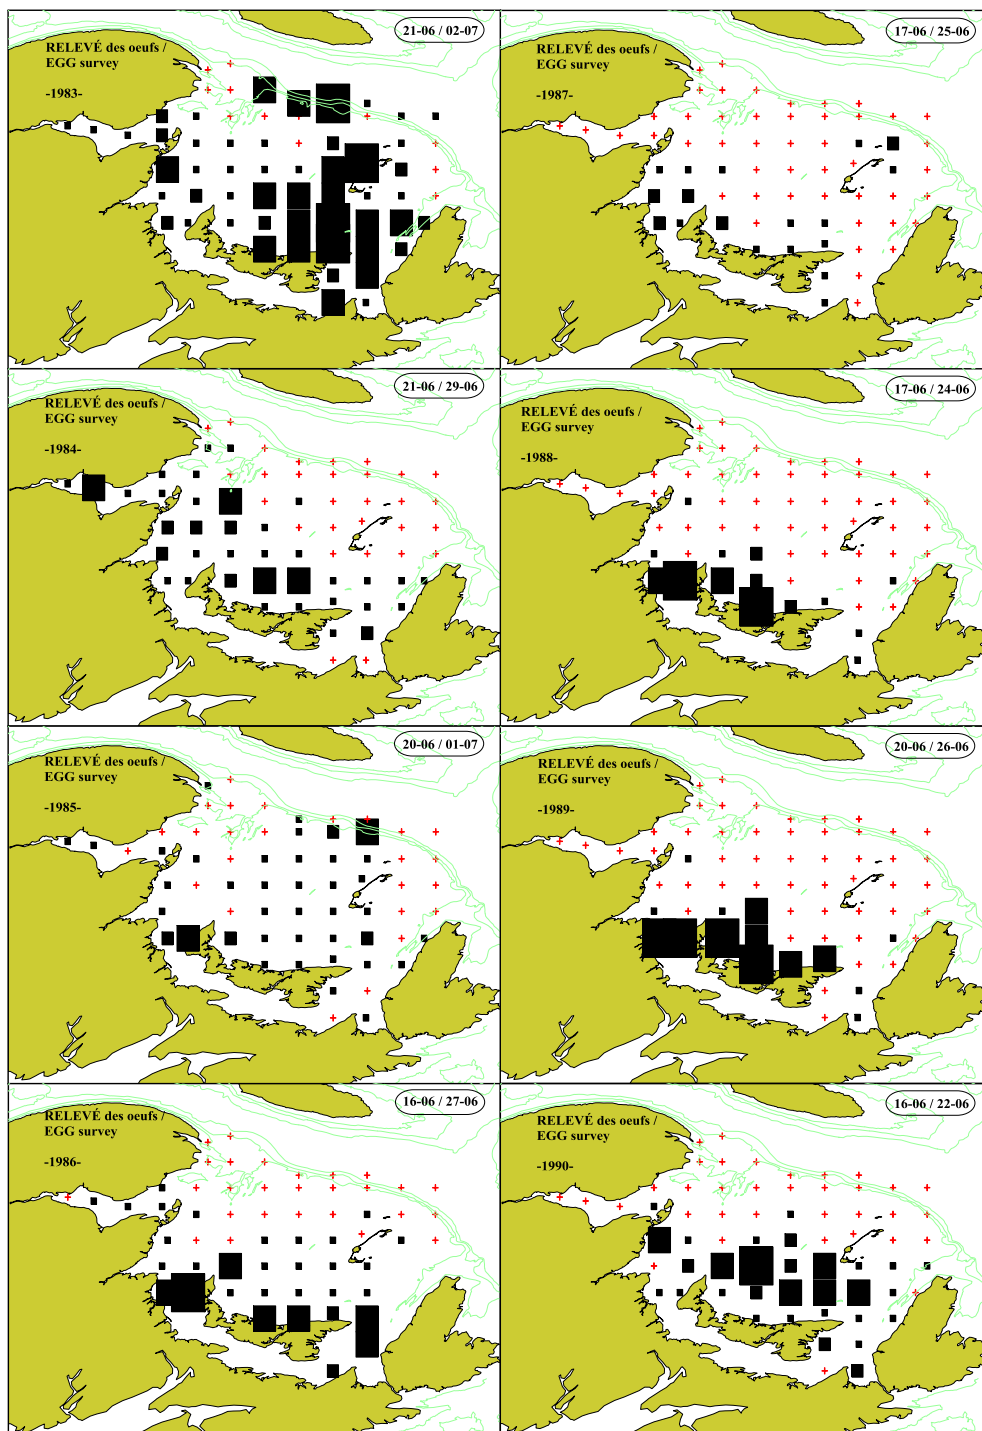 RELEVÉ des oeufs /
EGG survey
-1983-
21-06 / 02-07
RELEVÉ des oeufs /
EGG survey
-1987-
17-06 / 25-06
RELEVÉ des oeufs /
EGG survey
-1984-
21-06 / 29-06
RELEVÉ des oeufs /
EGG survey
-1988-
17-06 / 24-06
RELEVÉ des oeufs /
EGG survey
-1985-
20-06 / 01-07
RELEVÉ des oeufs /
EGG survey
-1989-
20-06 / 26-06
RELEVÉ des oeufs /
EGG survey
-1986-
16-06 / 27-06
RELEVÉ des oeufs /
EGG survey
-1990-
16-06 / 22-06